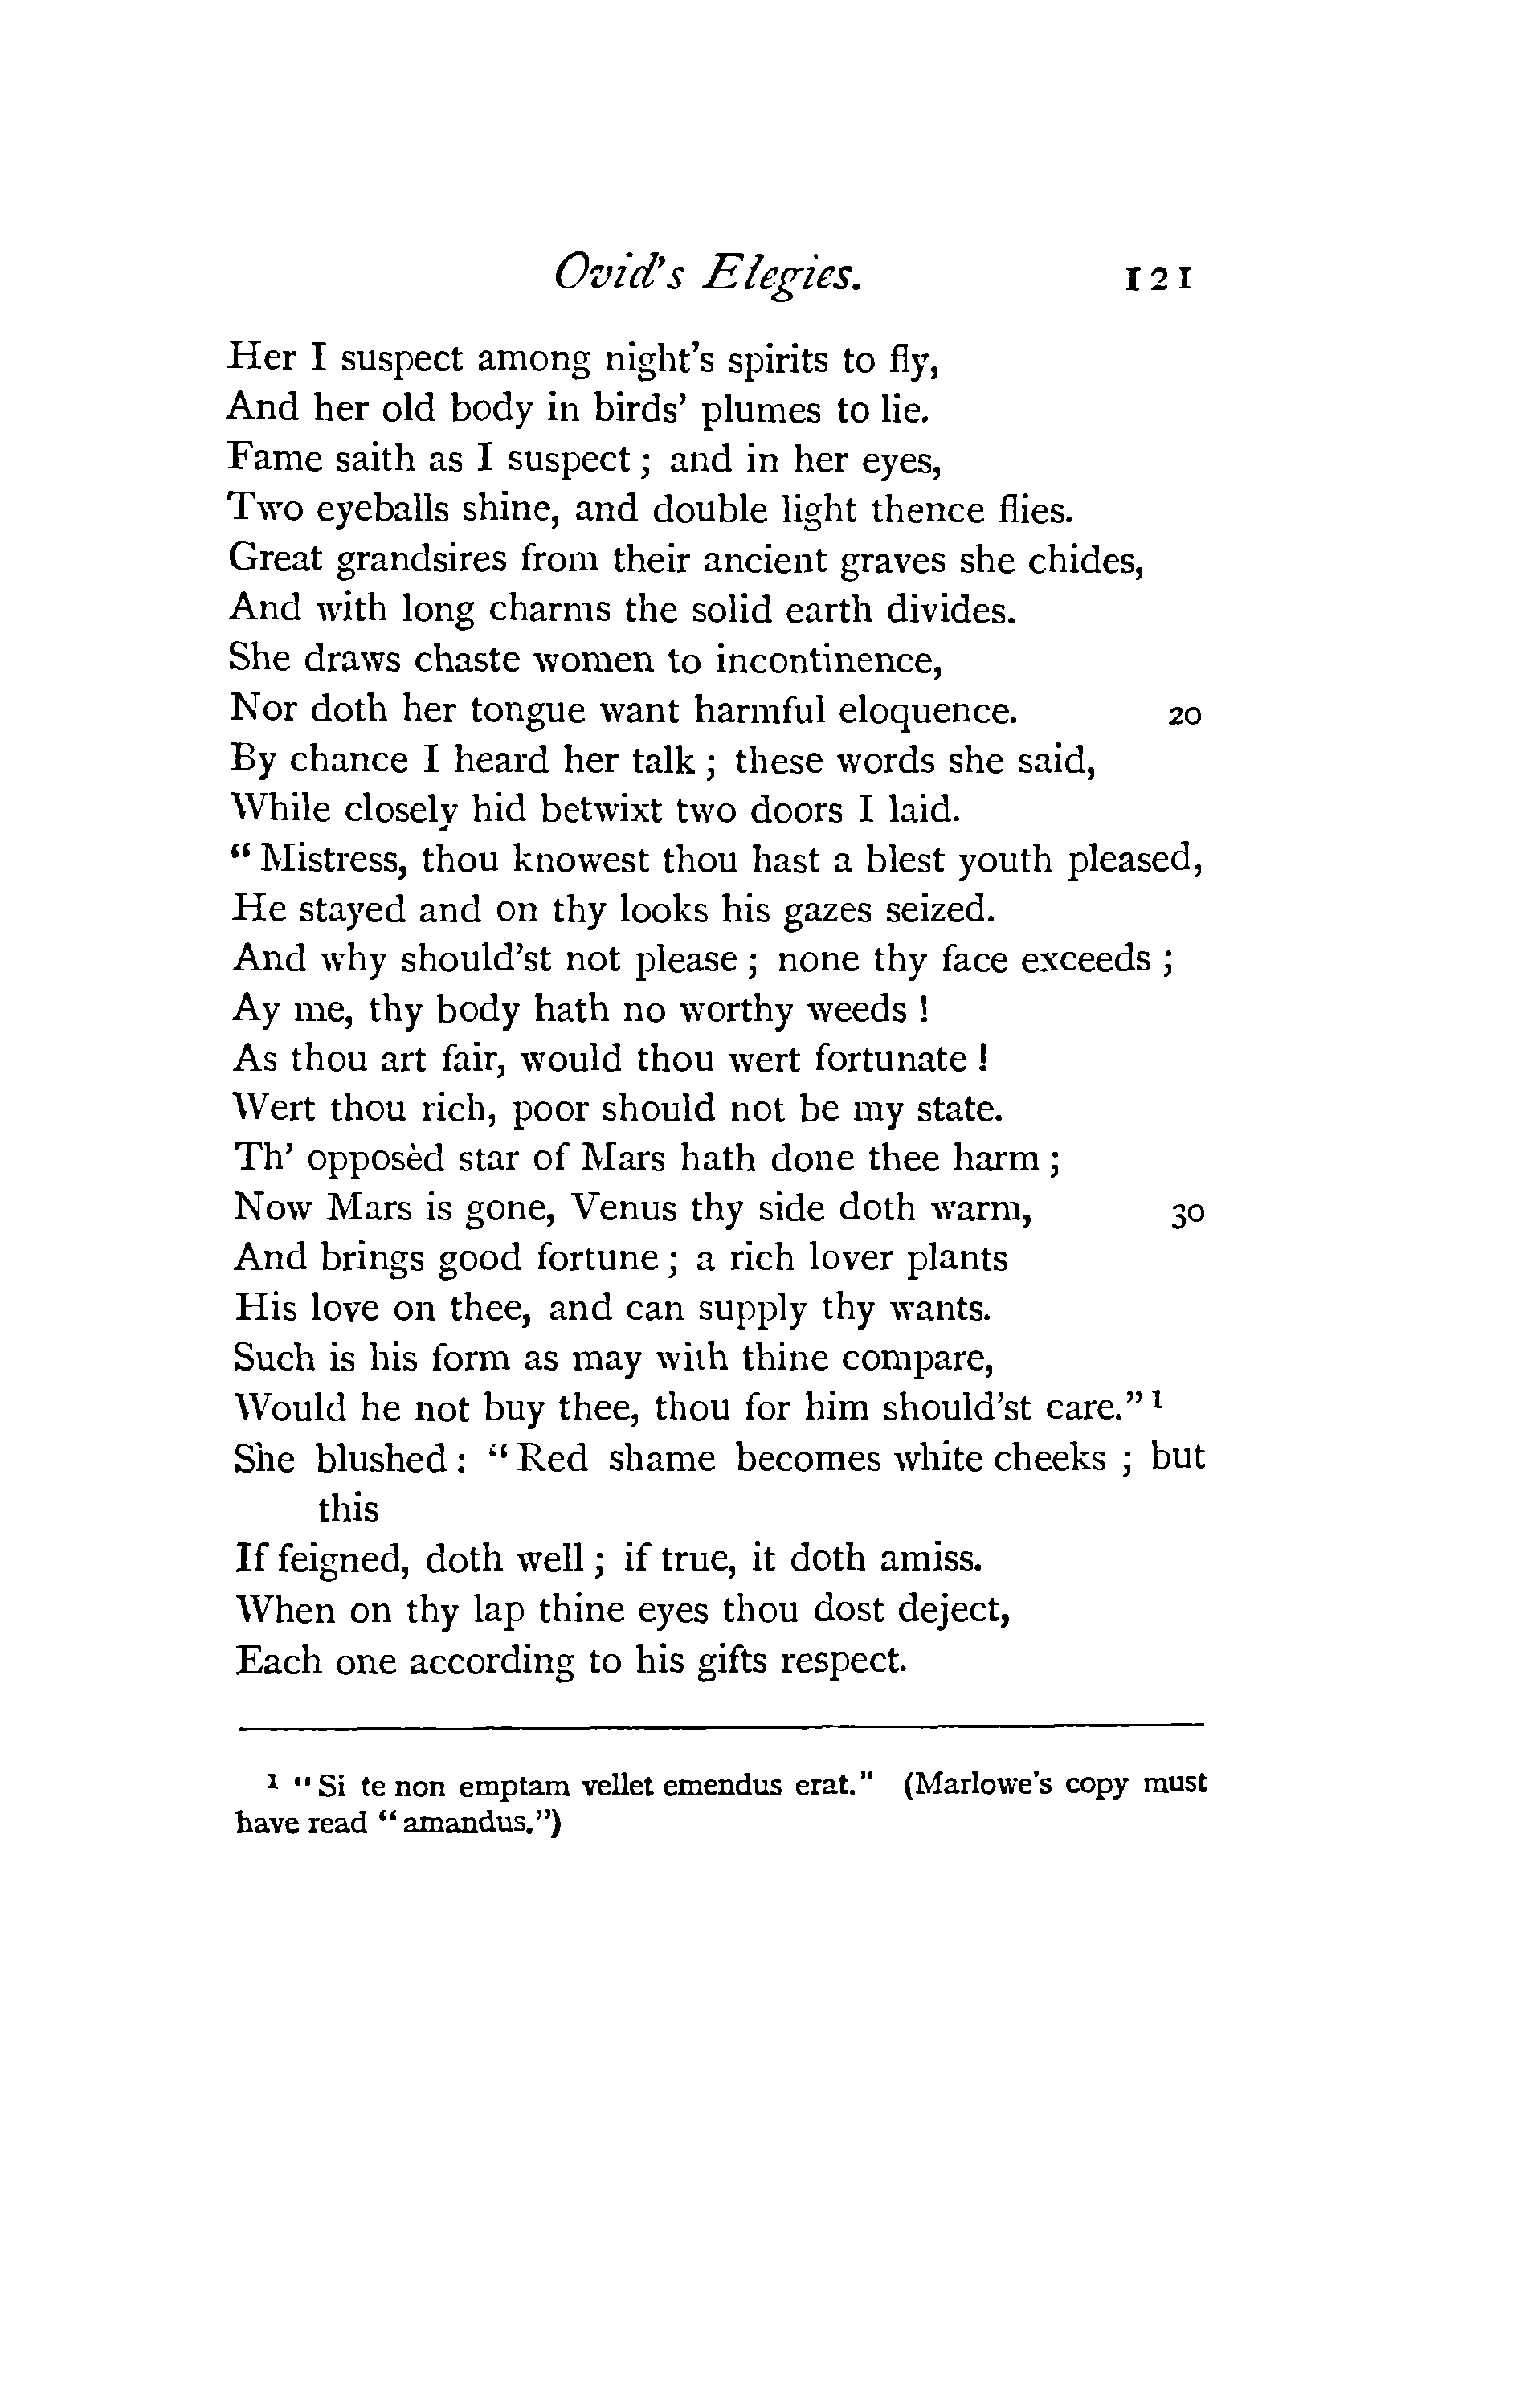 Ovid's Elegies. 121
Her I suspect among night's spirits to fly,
And her old body in birds' plumes to lie.
Fame saith as I suspect ; and in her eyes,
Two eyeballs shine, and double light thence flies.
Great grandsires from their ancient graves she chides,
And with long charms the solid earth divides.
She draws chaste women to incontinence,
Nor doth her tongue want harmful eloquence. 20
By chance I heard her talk ; these words she said,
While closely hid betwixt two doors I laid.
“ Mistress, thou knowest thou hast a blest youth pleased,
He stayed and on thy looks his gazes seized.
And why should'st not please ; none thy face exceeds ;
Ay me, thy body hath no worthy weeds !
As thou art fair, would thou wert fortunate !
Wert thou rich, poor should not be my state.
Th' opposèd star of Mars hath done thee harm ;
Now Mars is gone, Venus thy side doth warm, 30
And brings good fortune ; a rich lover plants
His love on thee, and can supply thy wants.
Such is his form as may with thine compare,
Would he not buy thee, thou for him should'st care.” 1
She blushed : “ Red shame becomes white cheeks ; but
this
If feigned, doth well ; if true, it doth amiss.
When on thy lap thine eyes thou dost deject,
Each one according to his gifts respect.
1 “ Si te non emptam vellet emendus erat.” (Marlowe's copy must
have read “ amandus.”)